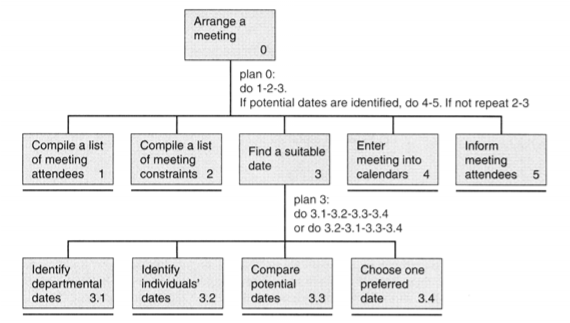 Arrange a
meeting
0
plan 0:
do 1-2-3.
If potential dates are identified, do 4-5. If not repeat 2-3
Compile a list
of meeting
attendees 1
Compile a list
of meeting
constraints 2
Find a suitable
date
3
Enter
meeting into
calendars 4
Inform
meeting
attendees 5
plan 3:
do 3.1-3.2-3.3-3.4
or do 3.2-3.1-3.3-3.4
Identify
departmental
dates 3.1
Identify
individuals'
dates 3.2
Compare
potential
dates 3.3
Choose one
preferred
date 3.4